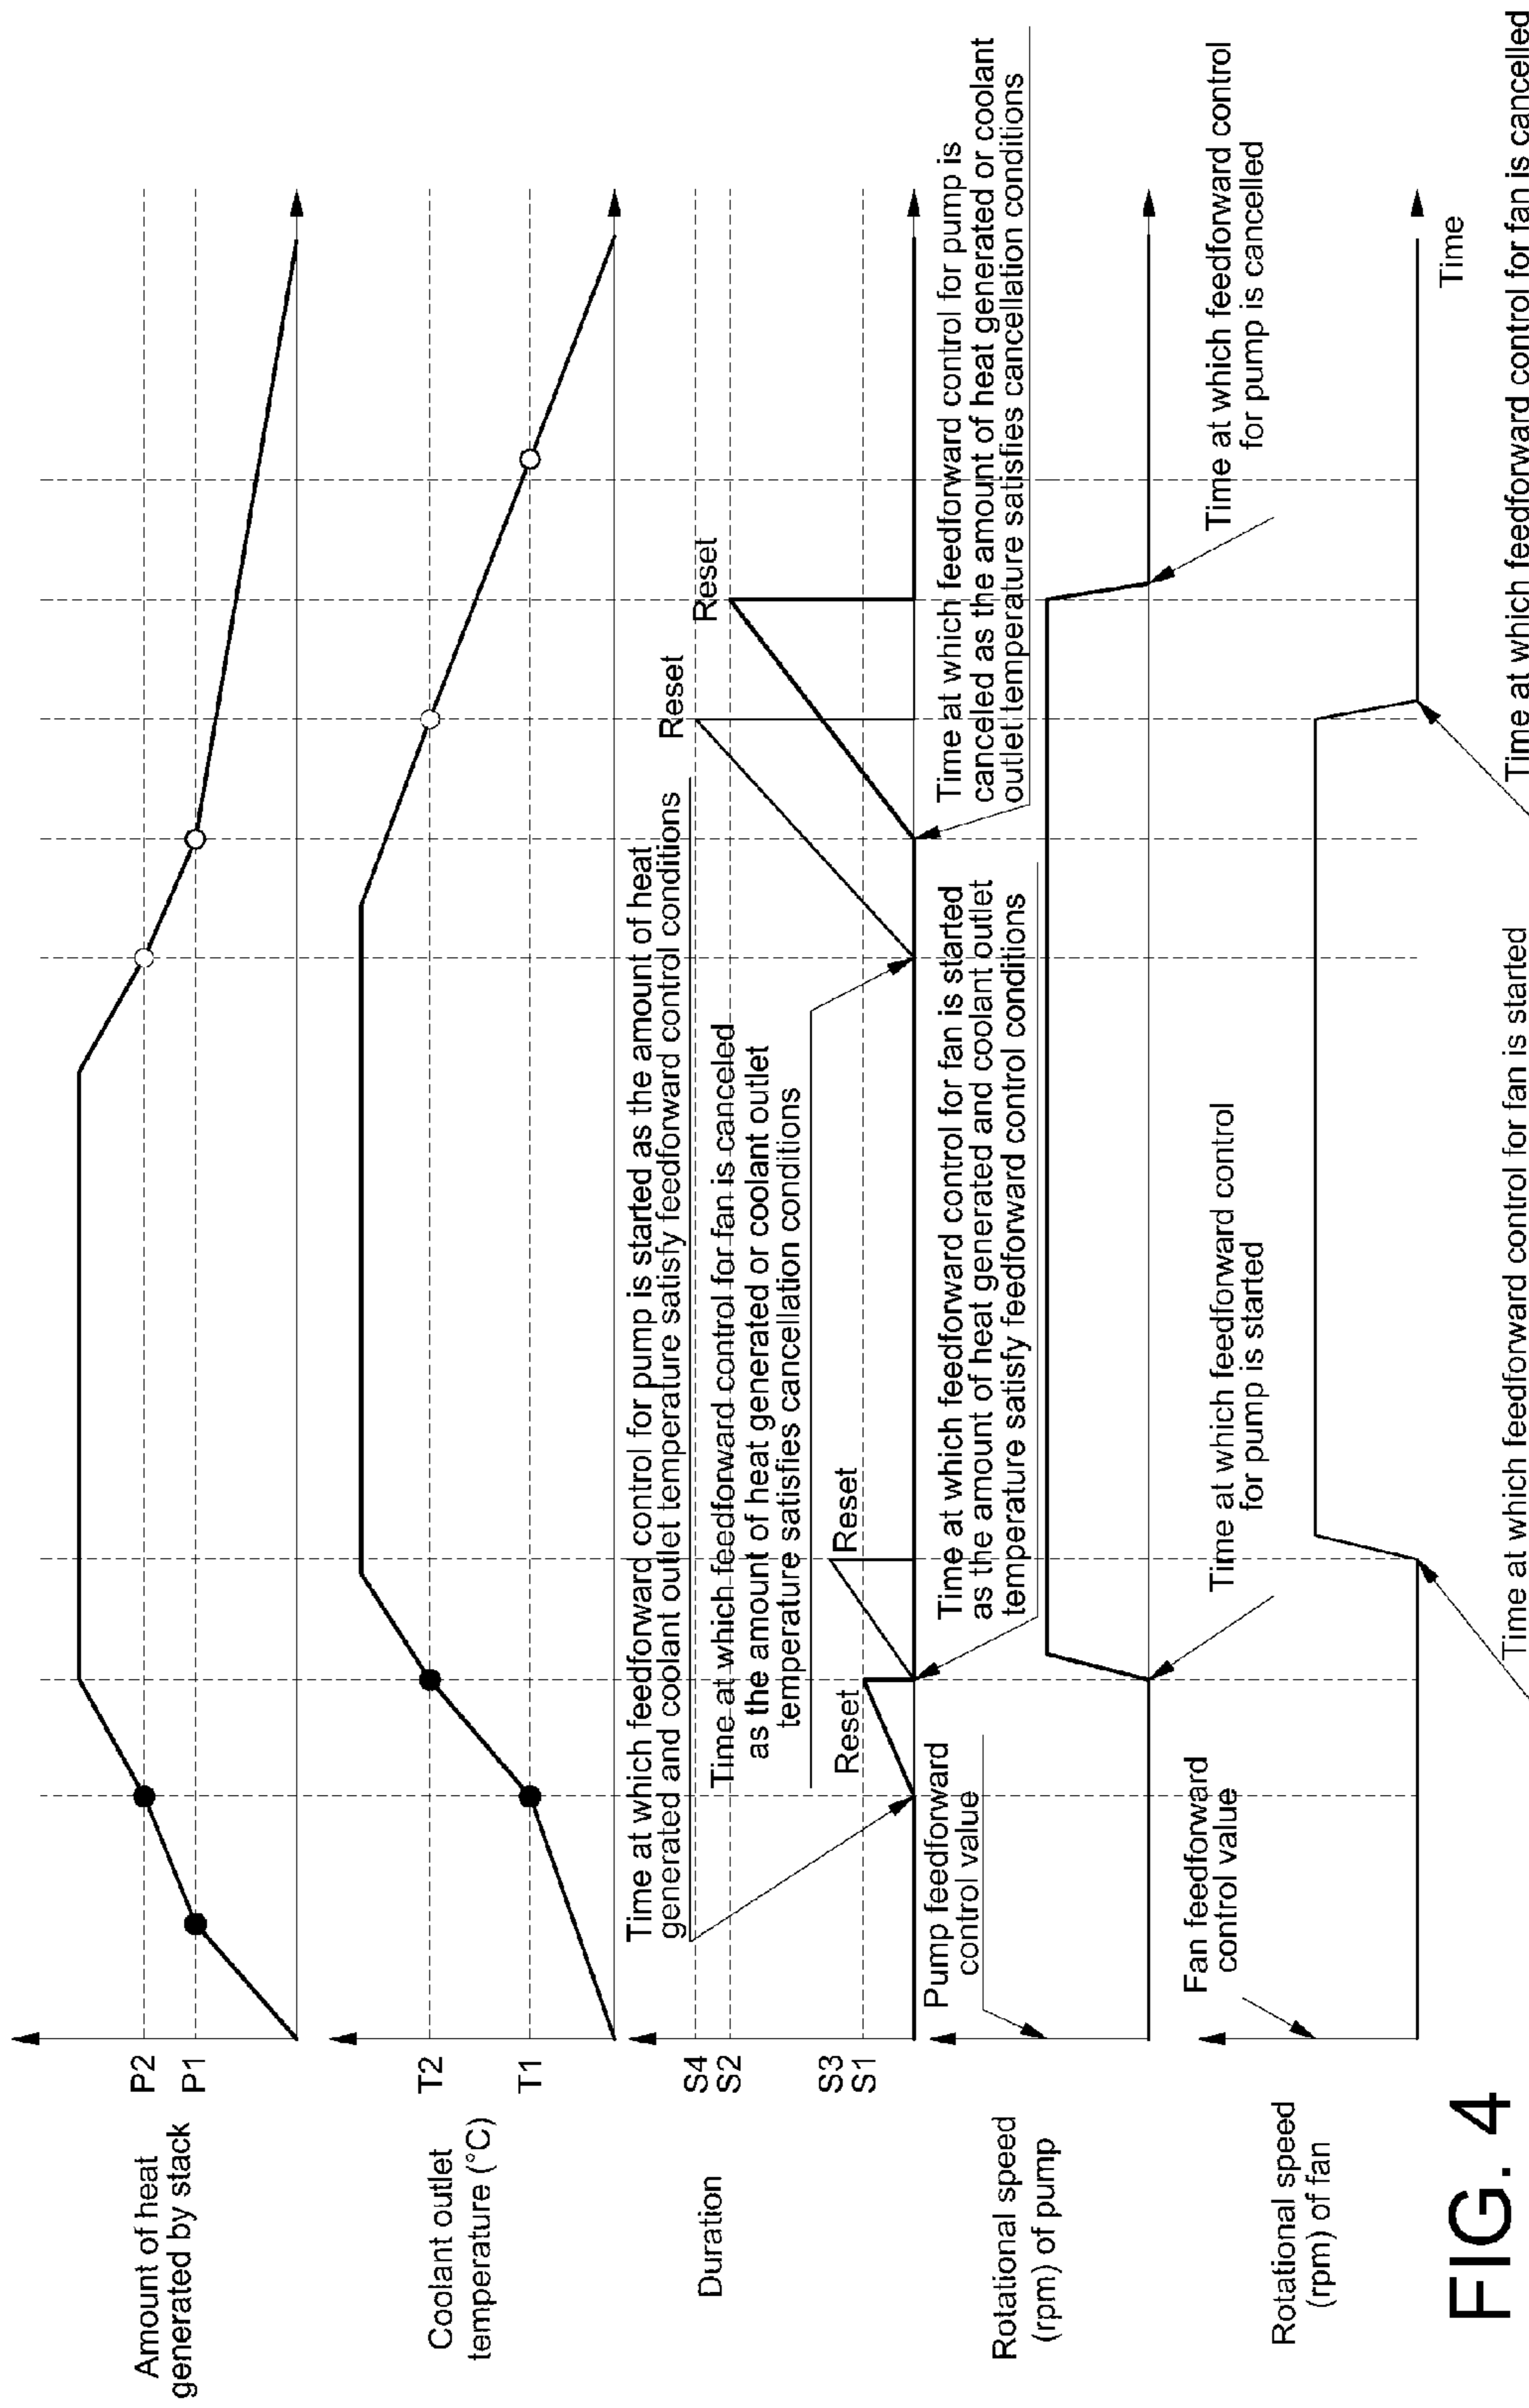 Amount of heat
generated by stack
P2
P1
Coolant outlet
temperature (°C)
T2
T1
Duration
S4
S2
S3
S1
Time at which feedforward control for pump is started as the amount of heat
generated and coolant outlet temperature satisfy feedforward control conditions
Time at which feedforward control for fan is canceled
as the amount of heat generated or coolant outlet
temperature satisfies cancellation conditions
Reset
Reset
Reset
Reset
Time at which feedforward control for fan is started
as the amount of heat generated and coolant outlet
temperature satisfy feedforward control conditions
Time at which feedforward control for pump is
canceled as the amount of heat generated or coolant
outlet temperature satisfies cancellation conditions
Rotational speed
(rpm) of pump
Pump feedforward
control value
Time at which feedforward control
for pump is started
Time at which feedforward control
for pump is cancelled
Rotational speed
(rpm) of fan
Fan feedforward
control value
Time
Time at which feedforward control for fan is started
Time at which feedforward control for fan is cancelled
FIG. 4